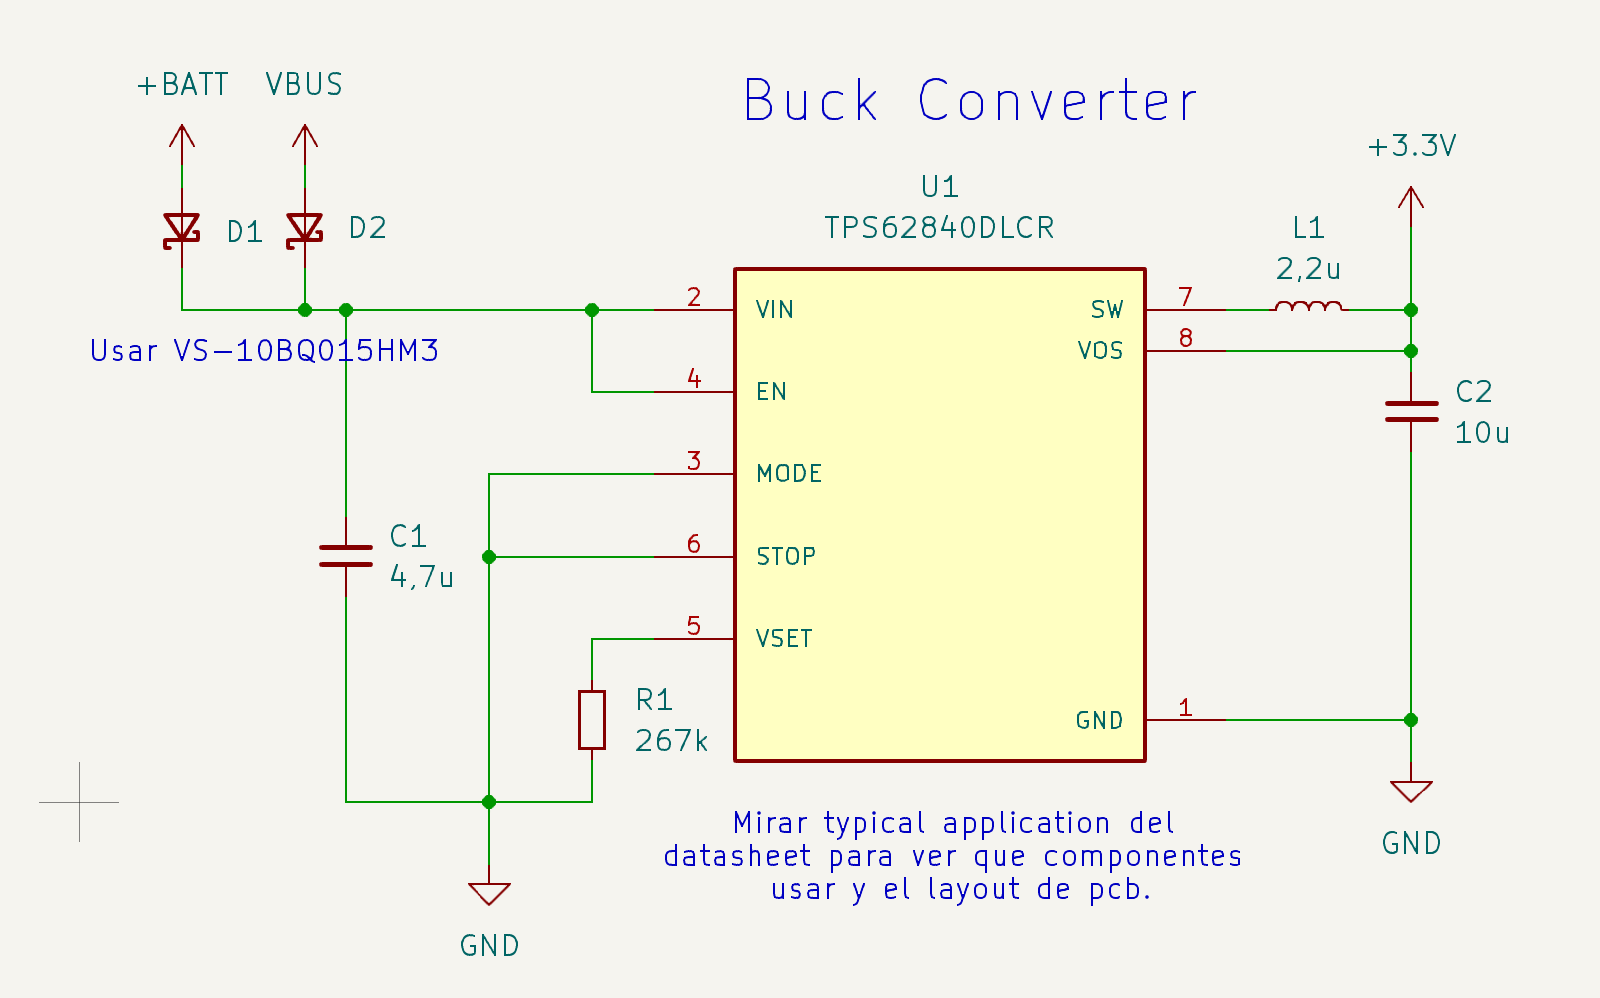 +BATT VBUS
Buck Converter
+3.3V
U1
TPS62840DLCR
D1
D2
L1
2,2u
2
VIN
SW
7
Usar VS-10BQ015HM3
VOS
8
4
EN
C2
10u
3
MODE
C1
4,7u
6
STOP
5
VSET
R1
267k
GND
1
Mirar typical application del
datasheet para ver que componentes
usar y el layout de pcb.
GND
GND